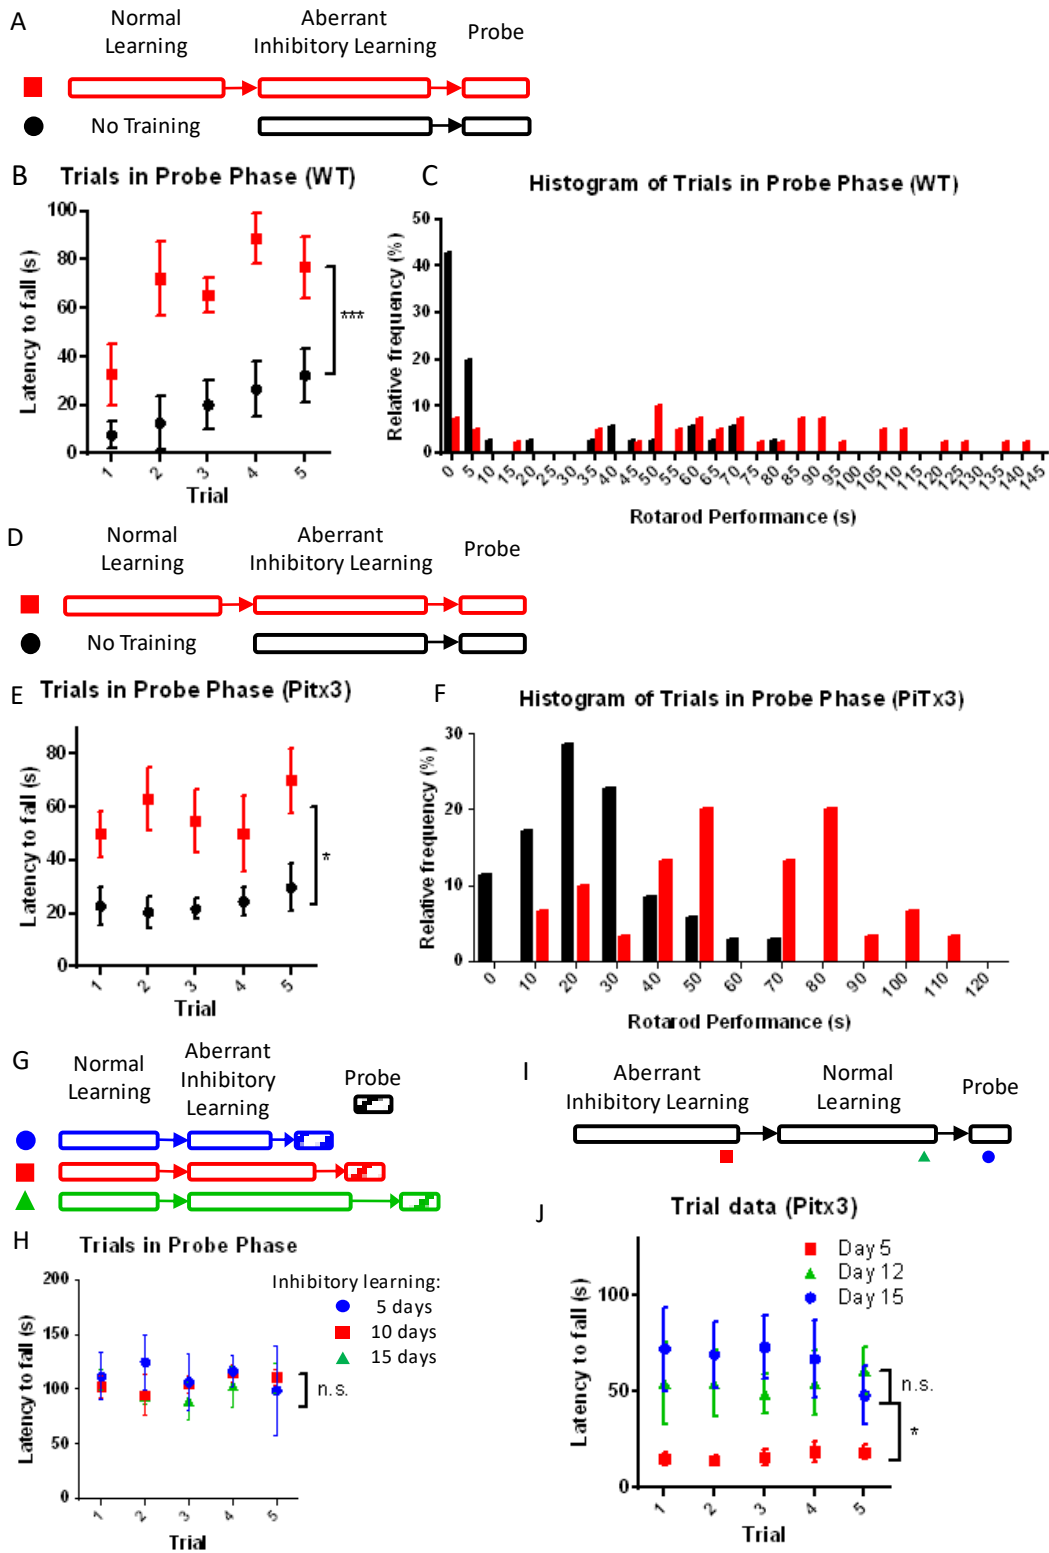 A
Normal
Learning
Aberrant
Inhibitory Learning
Probe
No Training
B
Trials in Probe Phase (WT)
Latency to fall (s)
100
80
60
40
20
0
***
1
2
3
4
5
Trial
C
Histogram of Trials in Probe Phase (WT)
Relative frequency (%)
50
40
30
20
10
0
0
5
10
15
20
25
30
35
40
45
50
55
60
65
70
75
80
85
90
95
100
105
110
115
120
125
130
135
140
145
Rotarod Performance (s)
D
Normal
Learning
Aberrant
Inhibitory Learning
Probe
No Training
E
Trials in Probe Phase (Pitx3)
Latency to fall (s)
80
60
40
20
0
*
1
2
3
4
5
Trial
F
Histogram of Trials in Probe Phase (PiTx3)
Relative frequency (%)
30
20
10
0
0
10
20
30
40
50
60
70
80
90
100
110
120
Rotarod Performance (s)
G
Normal
Learning
Aberrant
Inhibitory
Learning
Probe
H
Trials in Probe Phase
Latency to fall (s)
200
150
100
50
0
Inhibitory learning:
5 days
10 days
15 days
n.s.
1
2
3
4
5
Trial
I
Aberrant
Inhibitory Learning
Normal
Learning
Probe
J
Trial data (Pitx3)
Latency to fall (s)
100
50
0
Day 5
Day 12
Day 15
n.s.
*
1
2
3
4
5
Trial